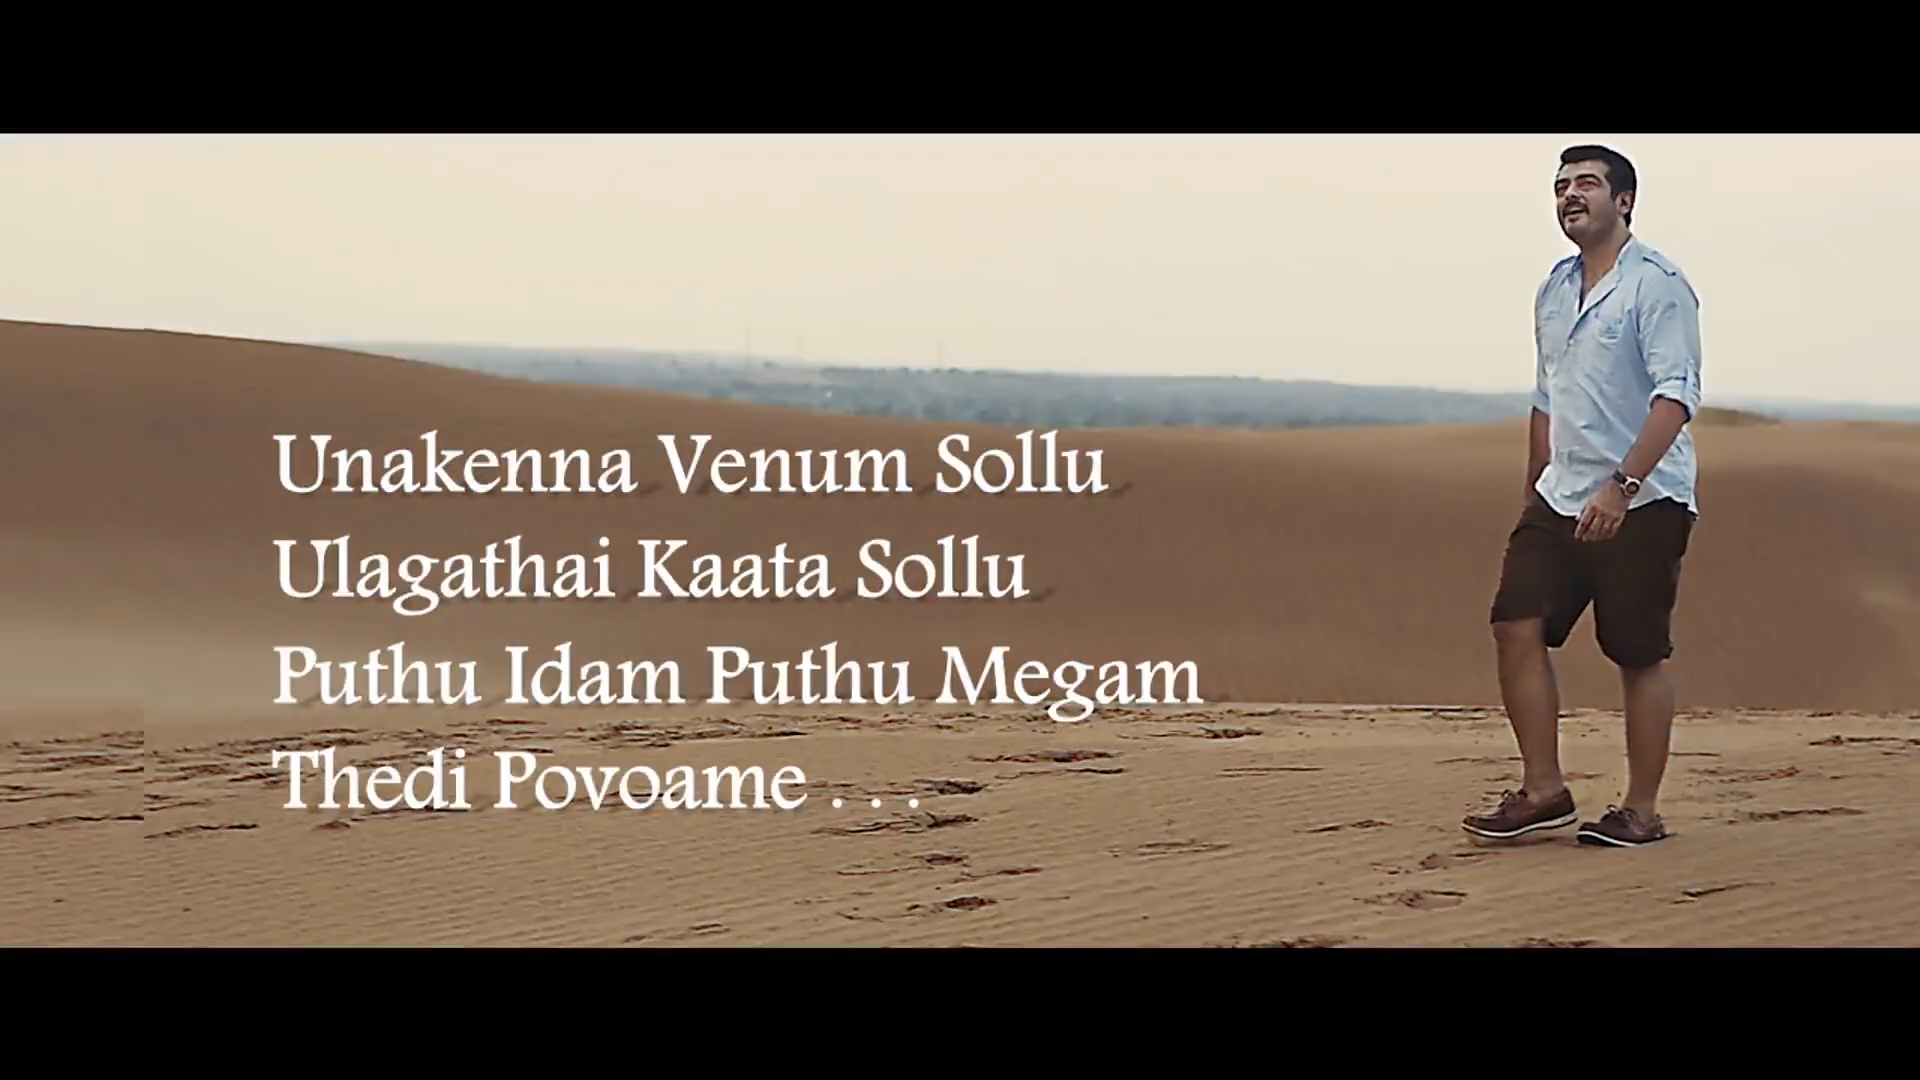 Unakenna Venum Sollu
Ulagathai Kaata Sollu
Puthu Idam Puthu Megam
Thedi Povoame . . .